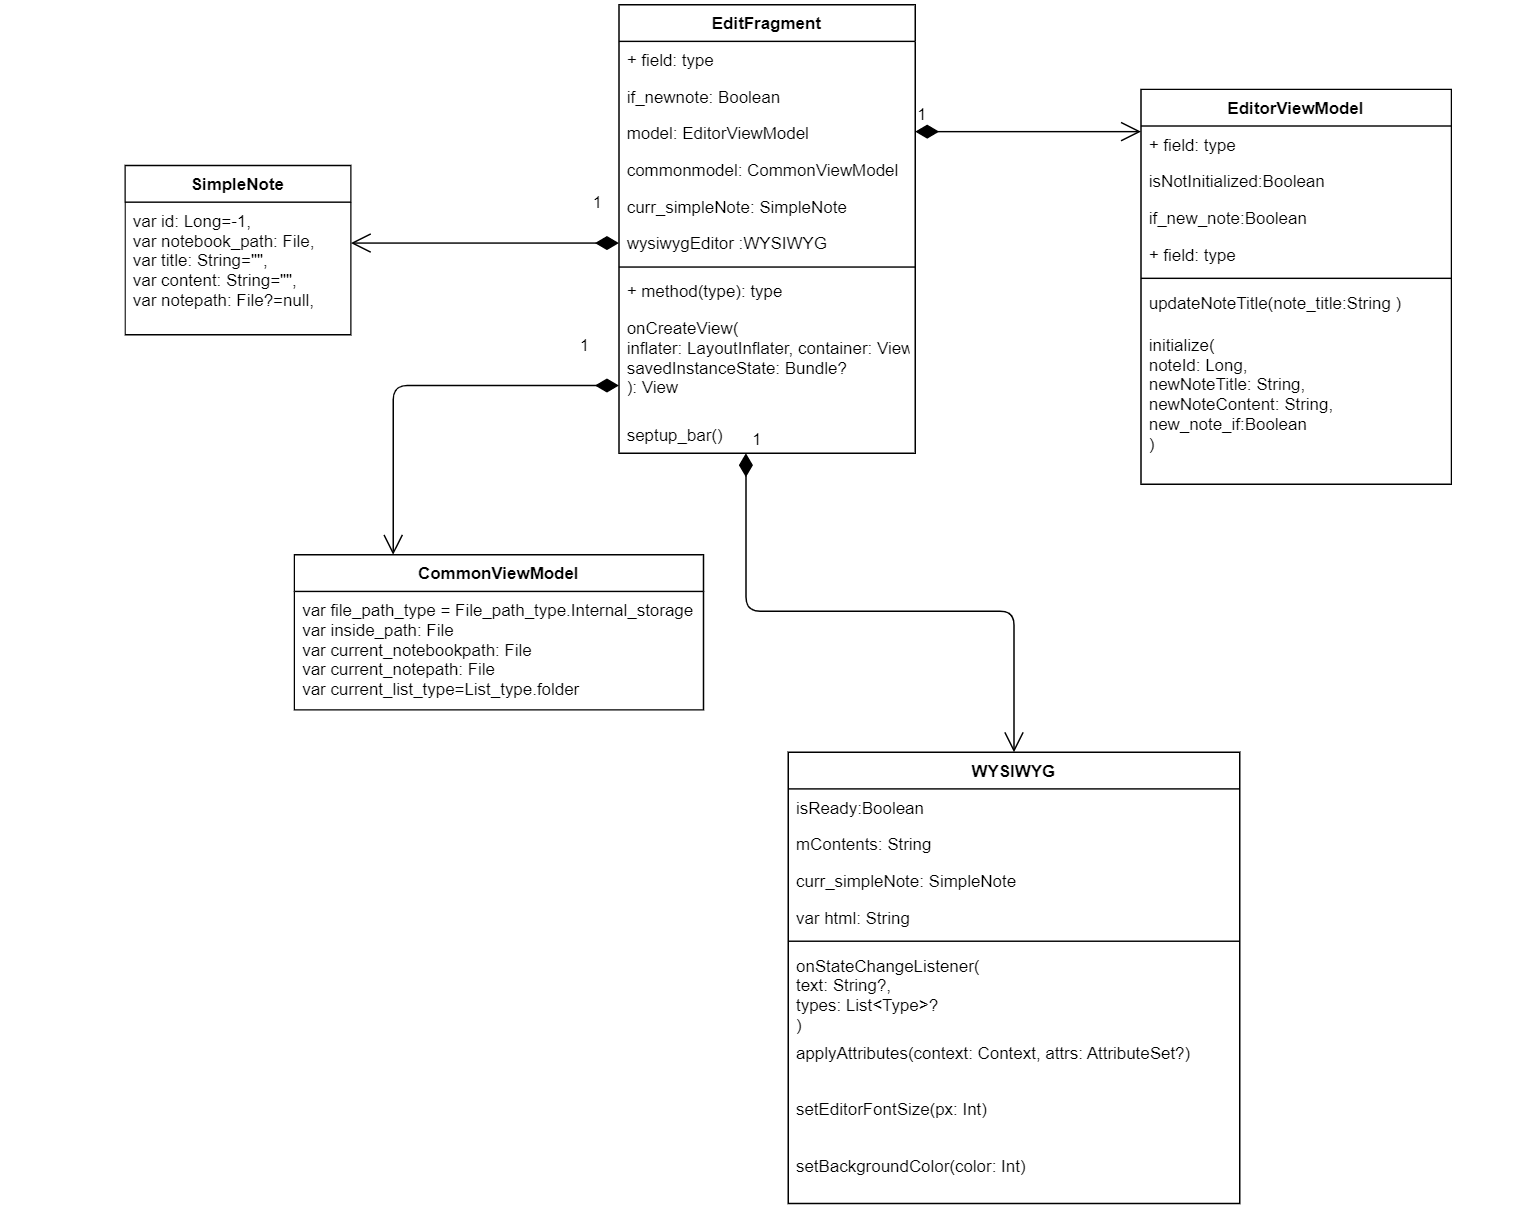 EditFragment
+ field: type
if_newnote: Boolean
model: EditorViewModel
commonmodel: CommonViewModel
curr_simpleNote: SimpleNote
wysiwygEditor :WYSIWYG
+ method(type): type
onCreateView(
inflater: LayoutInflater, container: View
savedInstanceState: Bundle?
): View
septup_bar()
1
1
1
1
EditorViewModel
+ field: type
isNotInitialized:Boolean
if_new_note:Boolean
+ field: type
updateNoteTitle(note_title:String )
initialize(
noteId: Long,
newNoteTitle: String,
newNoteContent: String,
new_note_if:Boolean
)
SimpleNote
var id: Long=-1,
var notebook_path: File,
var title: String="",
var content: String="",
var notepath: File?=null,
CommonViewModel
var file_path_type = File_path_type.Internal_storage
var inside_path: File
var current_notebookpath: File
var current_notepath: File
var current_list_type=List_type.folder
WYSIWYG
isReady:Boolean
mContents: String
curr_simpleNote: SimpleNote
var html: String
onStateChangeListener(
text: String?,
types: List<Type>?
)
applyAttributes(context: Context, attrs: AttributeSet?)
setEditorFontSize(px: Int)
setBackgroundColor(color: Int)